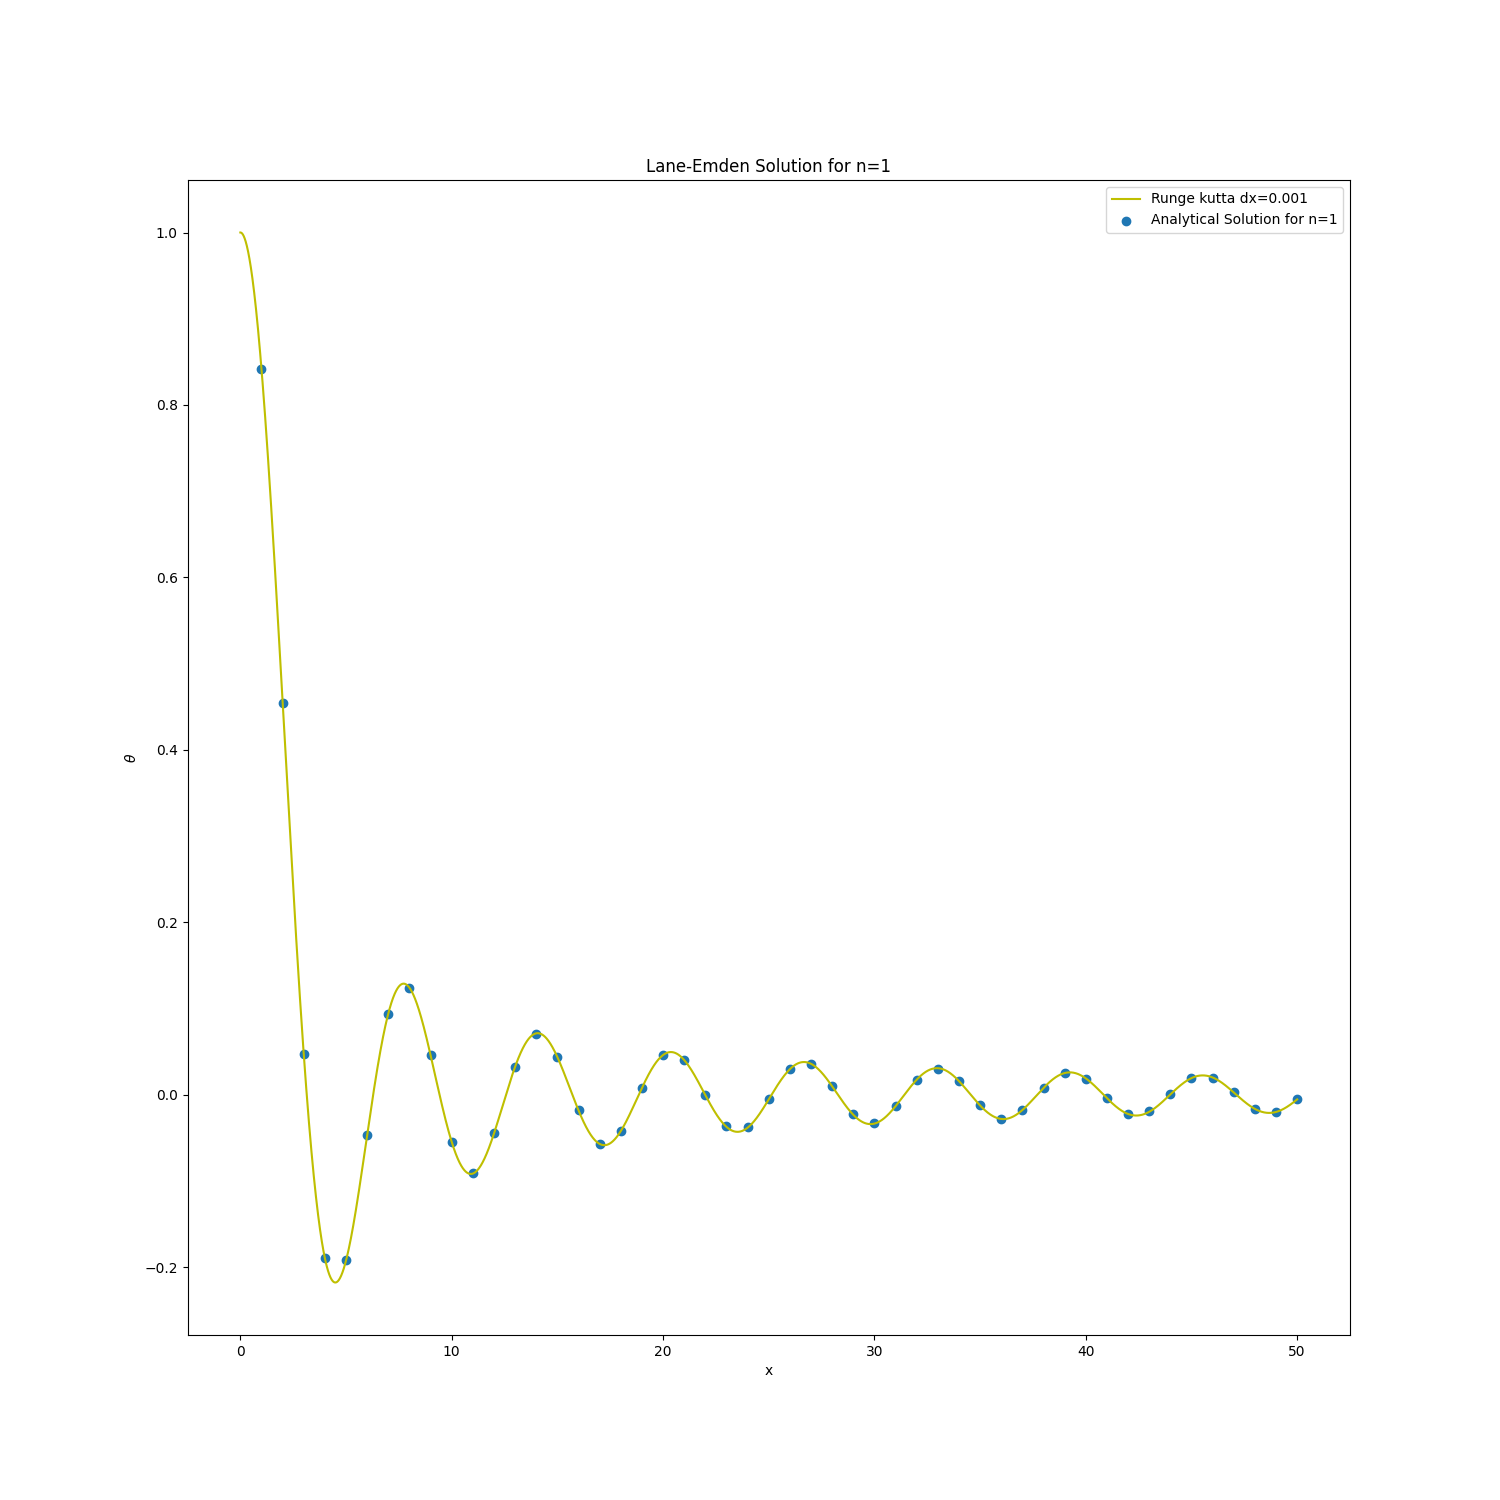 Lane-Emden Solution for n=1
Runge kutta dx=0.001
Analytical Solution for n=1
1.0
0.8
0.6
0.4
0.2
0.0
−0.2
θ
0 10 20 30 40 50
x